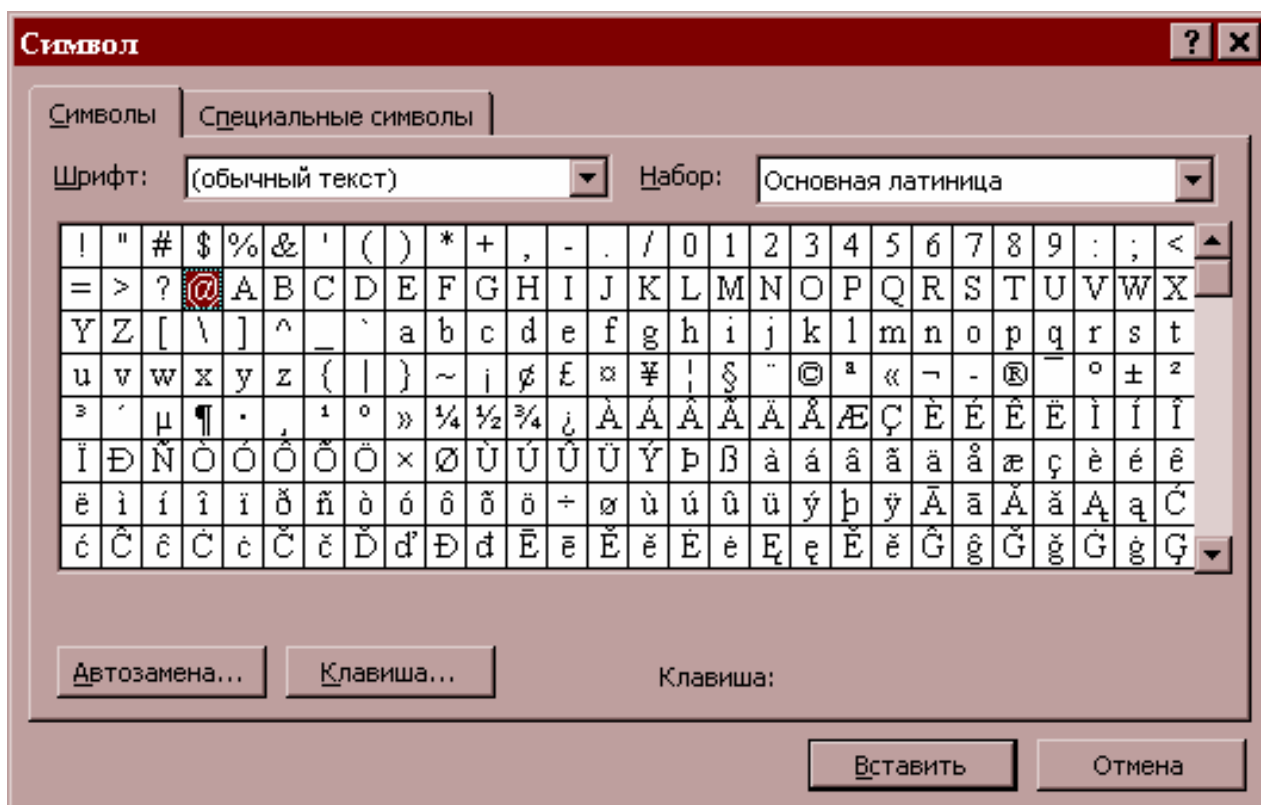 Символ ? ×
Символы Специальные символы
Шрифт: (обычный текст) Набор: Основная латиница
! " # $ % & ' ( ) * + , - . / 0 1 2 3 4 5 6 7 8 9 : ; <
= > ? @ A B C D E F G H I J K L M N O P Q R S T U V W X
Y Z [ \ ] ^ _ ` a b c d e f g h i j k l m n o p q r s t
u v w x y z { | } ~ ¡ ¢ £ ¤ ¥ ¦ § ¨ © ª « ¬ - ® ¯ ° ± ²
³ ´ µ ¶ · ¸ ¹ º » ¼ ½ ¾ ¿ À Á Â Ã Ä Å Æ Ç È É Ê Ë Ì Í Î
Ï Ð Ñ Ò Ó Ô Õ Ö × Ø Ù Ú Û Ü Ý Þ ß à á â ã ä å æ ç è é ê
ë ì í î ï ð ñ ò ó ô õ ö ÷ ø ù ú û ü ý þ ÿ Ā ā Ă ă Ą ą Ć
ć Ĉ ĉ Ċ ċ Č č Ď ď Đ đ Ē ē Ĕ ĕ Ė ė Ę ę Ě ě Ĝ ĝ Ğ ğ Ġ ġ Ģ
Автозамена... Клавиша... Клавиша:
Вставить Отмена